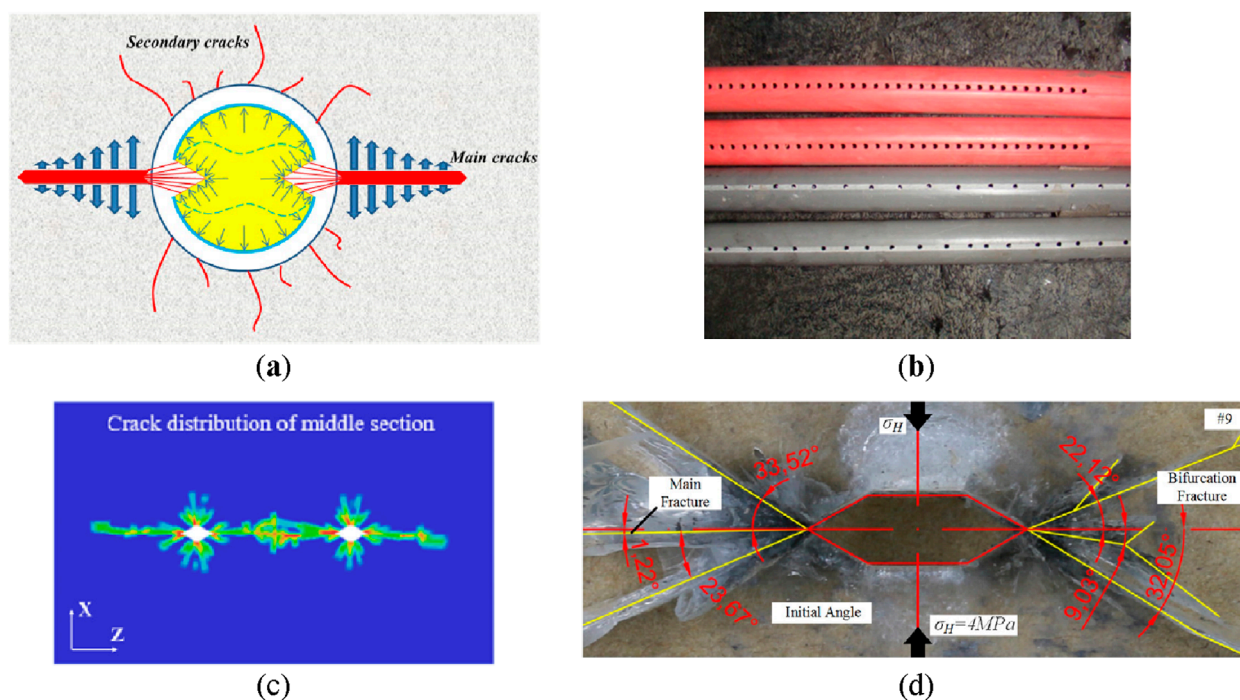 Secondary cracks
Main cracks
(a)
(b)
Crack distribution of middle section
X
Z
(c)
#9
σH
33,52°
22,12°
Main
Fracture
Bifurcation
Fracture
1,22°
23,67°
9,03°
32,05°
Initial Angle
σH=4MPa
(d)